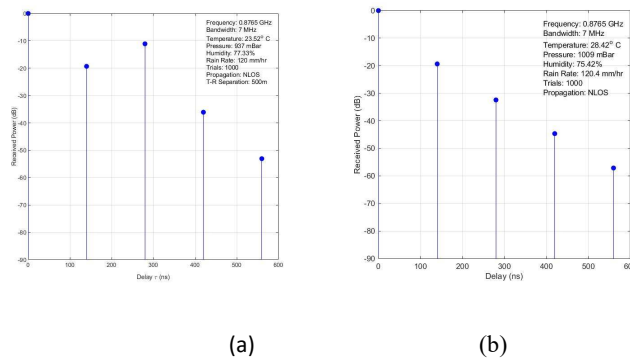 Frequency: 0.8765 GHz
Bandwidth: 7 MHz
Temperature: 23.52° C
Pressure: 937 mBar
Humidity: 77.33%
Rain Rate: 120 mm/hr
Trials: 1000
Propagation: NLOS
T-R Separation: 500m
Received Power (dB)
0
-10
-20
-30
-40
-50
-60
-70
-80
-90
0 100 200 300 400 500 600
Delay τ (ns)
(a)
Frequency: 0.8765 GHz
Bandwidth: 7 MHz
Temperature: 28.42° C
Pressure: 1009 mBar
Humidity: 75.42%
Rain Rate: 120.4 mm/hr
Trials: 1000
Propagation: NLOS
Received Power (dB)
0
-10
-20
-30
-40
-50
-60
-70
-80
-90
0 100 200 300 400 500 600
Delay (ns)
(b)